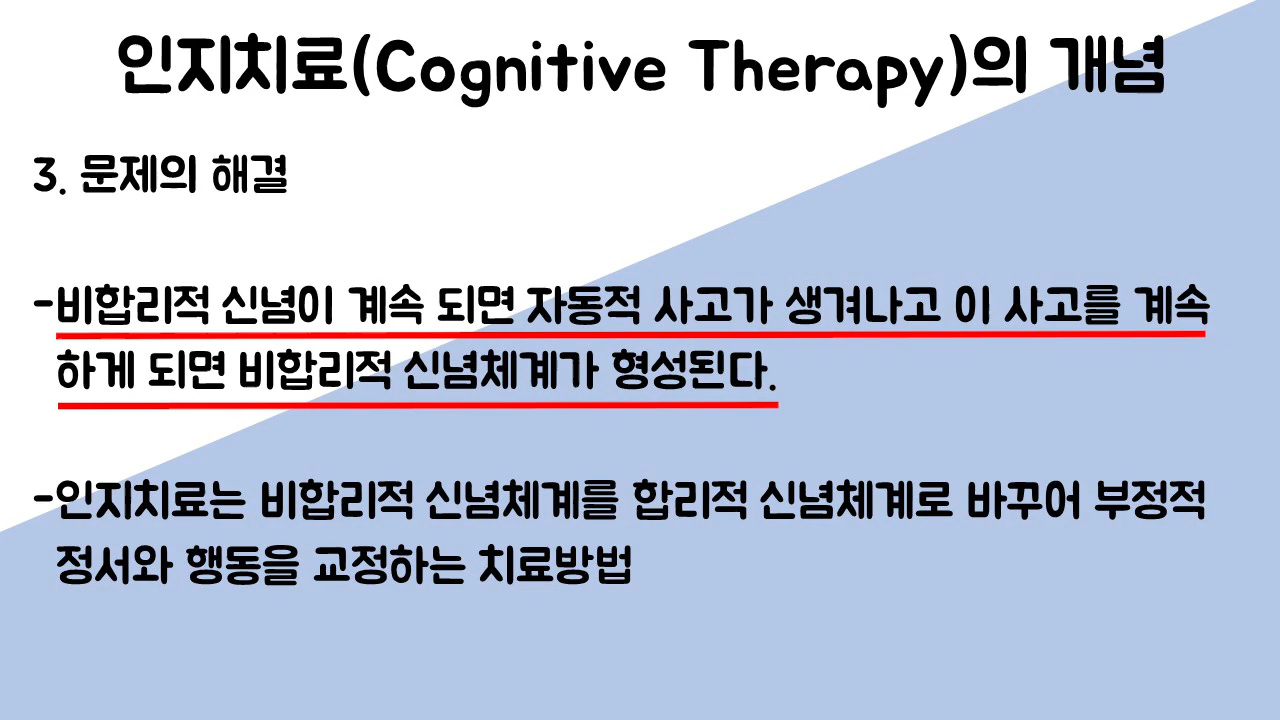 인지치료(Cognitive Therapy)의 개념
3. 문제의 해결
-비합리적 신념이 계속 되면 자동적 사고가 생겨나고 이 사고를 계속
하게 되면 비합리적 신념체계가 형성된다.
-인지치료는 비합리적 신념체계를 합리적 신념체계로 바꾸어 부정적
정서와 행동을 교정하는 치료방법